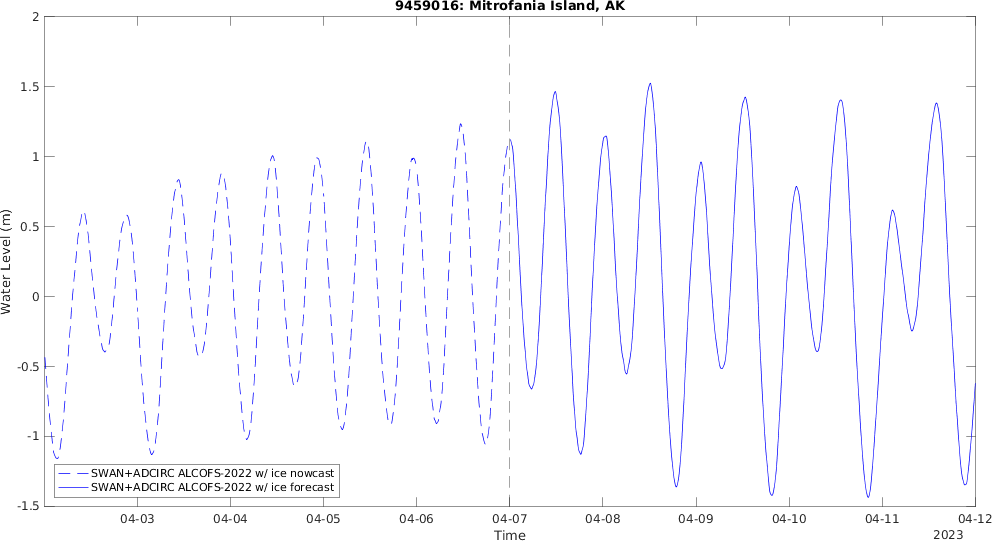 9459016: Mitrofania Island, AK
Water Level (m)
2
1.5
1
0.5
0
-0.5
-1
-1.5
SWAN+ADCIRC ALCOFS-2022 w/ ice nowcast
SWAN+ADCIRC ALCOFS-2022 w/ ice forecast
04-03 04-04 04-05 04-06 04-07 04-08 04-09 04-10 04-11 04-12
Time
2023